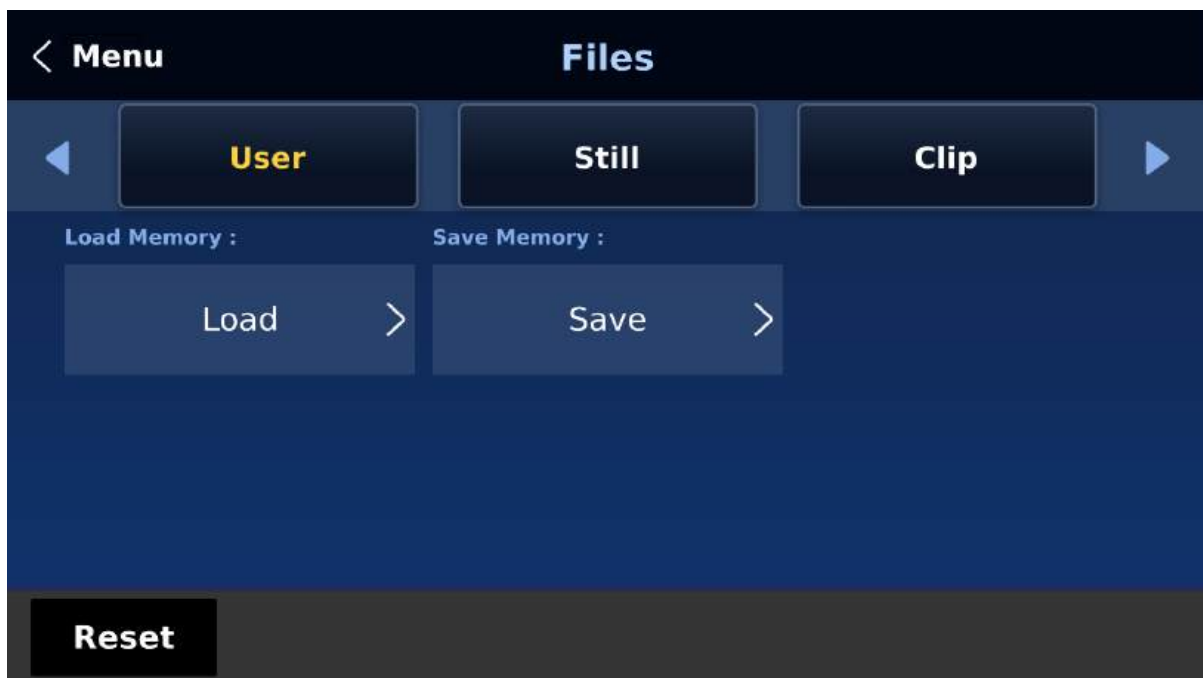 Menu
Files
User
Still
Clip
Load Memory :
Save Memory :
Load
Save
Reset